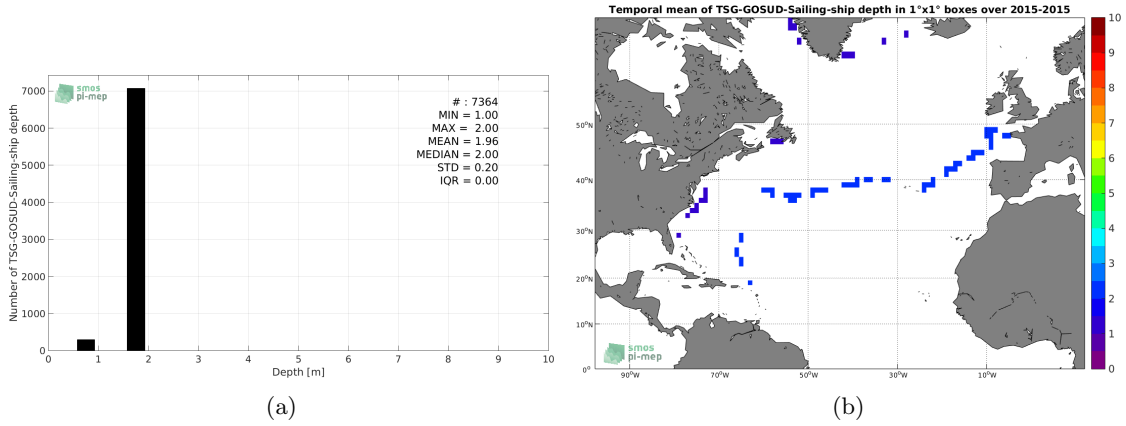 smos
pi-mep
# : 7364
MIN = 1.00
MAX = 2.00
MEAN = 1.96
MEDIAN = 2.00
STD = 0.20
IQR = 0.00
Number of TSG-GOSUD-Sailing-ship depth
7000
6000
5000
4000
3000
2000
1000
0
0 1 2 3 4 5 6 7 8 9 10
Depth [m]
(a)
Temporal mean of TSG-GOSUD-Sailing-ship depth in 1°x1° boxes over 2015-2015
50°N
40°N
30°N
20°N
10°N
0°
90°W 70°W 50°W 30°W 10°W
smos
pi-mep
10
9
8
7
6
5
4
3
2
1
0
(b)